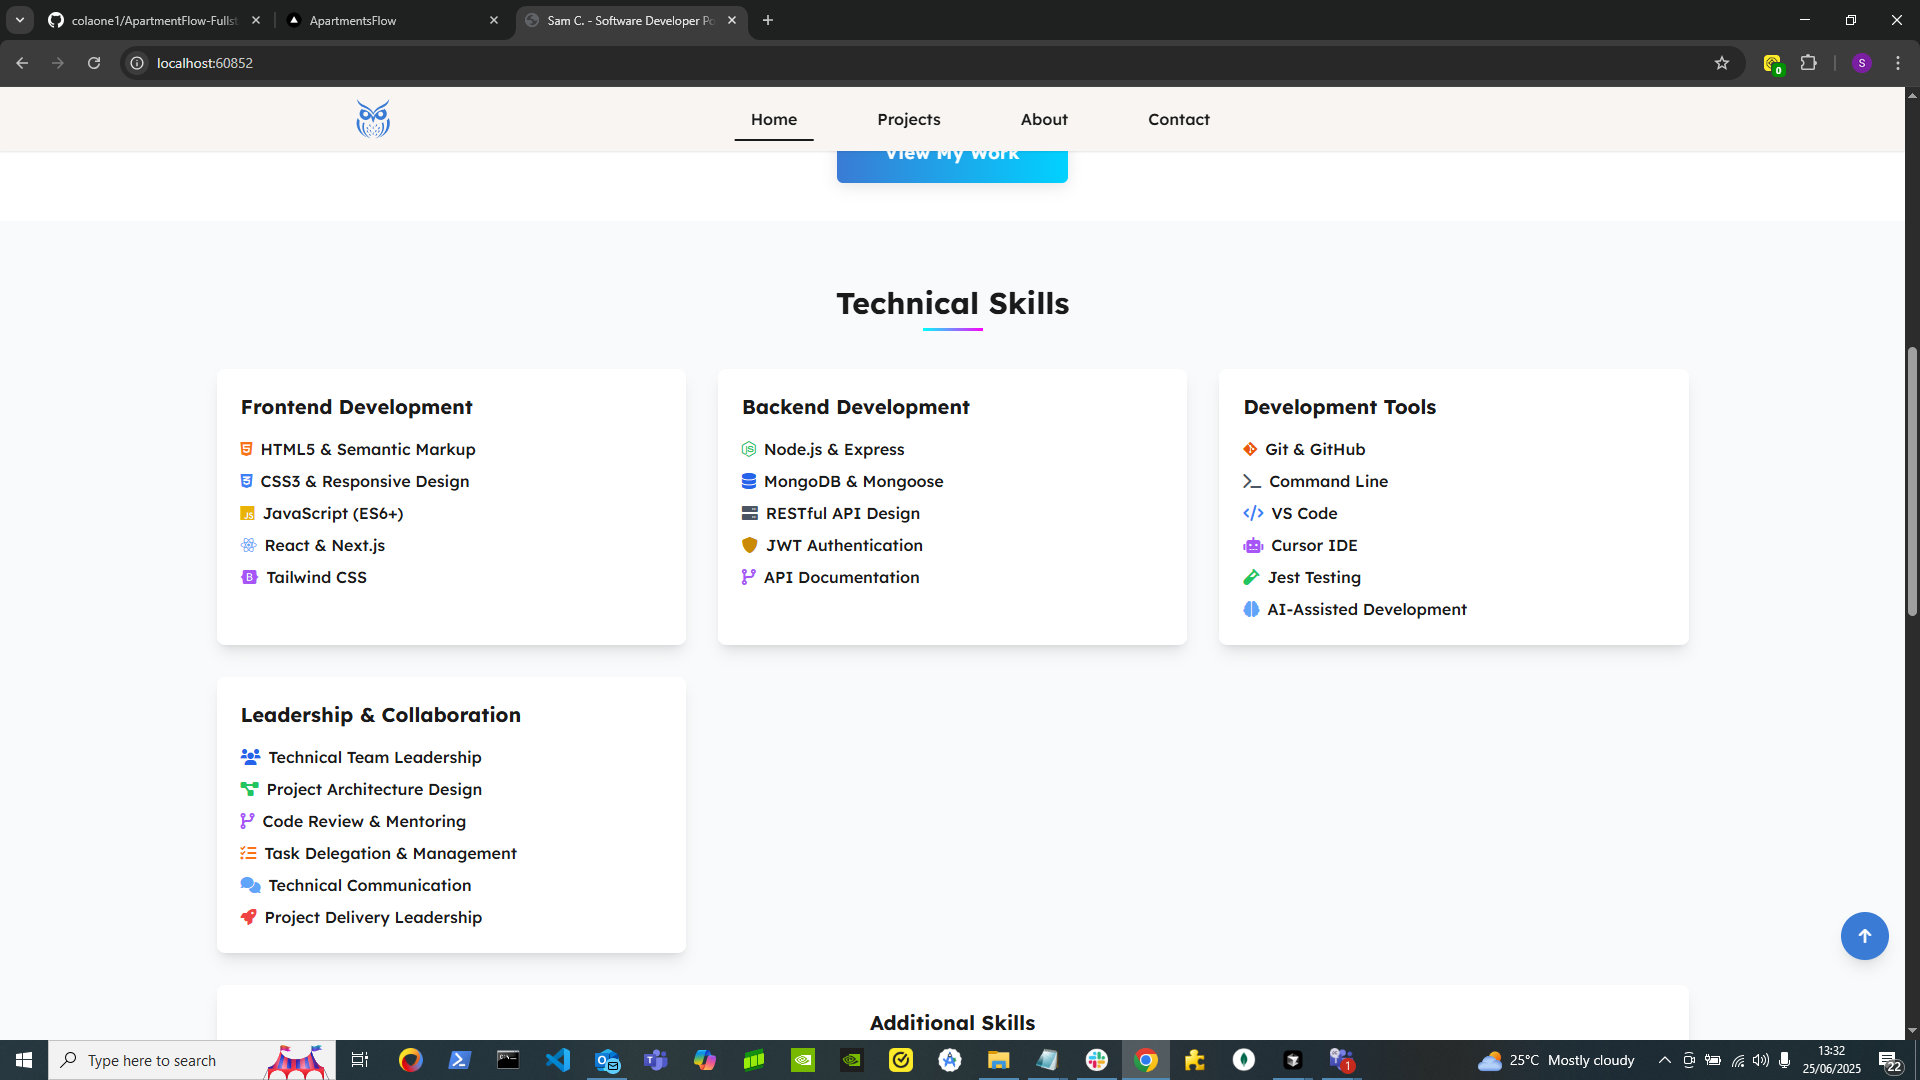 colaone1/ApartmentFlow-Fullst
ApartmentsFlow
Sam C. - Software Developer Po
localhost:60852
0
S
Home
Projects
About
Contact
View My Work
Technical Skills
Frontend Development
HTML5 & Semantic Markup
CSS3 & Responsive Design
JavaScript (ES6+)
React & Next.js
Tailwind CSS
Backend Development
Node.js & Express
MongoDB & Mongoose
RESTful API Design
JWT Authentication
API Documentation
Development Tools
Git & GitHub
Command Line
VS Code
Cursor IDE
Jest Testing
AI-Assisted Development
Leadership & Collaboration
Technical Team Leadership
Project Architecture Design
Code Review & Mentoring
Task Delegation & Management
Technical Communication
Project Delivery Leadership
Additional Skills
Type here to search
1
25°C Mostly cloudy
13:32
25/06/2025
22